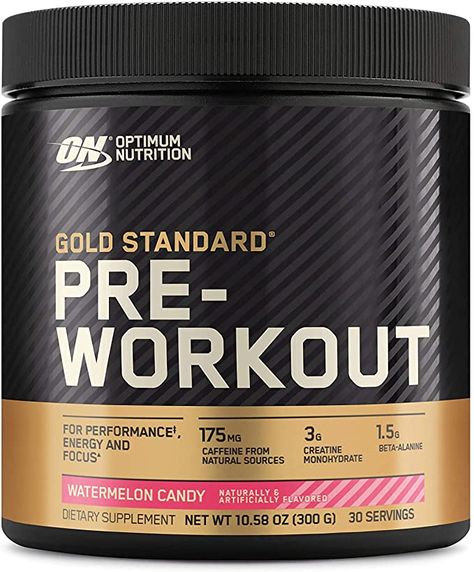 ON® OPTIMUM
NUTRITION
GOLD STANDARD®
PRE-
WORKOUT
FOR PERFORMANCE‡,
ENERGY AND
FOCUS▲
175 MG
CAFFEINE FROM
NATURAL SOURCES
3G
CREATINE
MONOHYDRATE
1.5G
BETA-ALANINE
WATERMELON CANDY
NATURALLY &
ARTIFICIALLY FLAVORED
DIETARY SUPPLEMENT NET WT 10.58 OZ (300 G) 30 SERVINGS